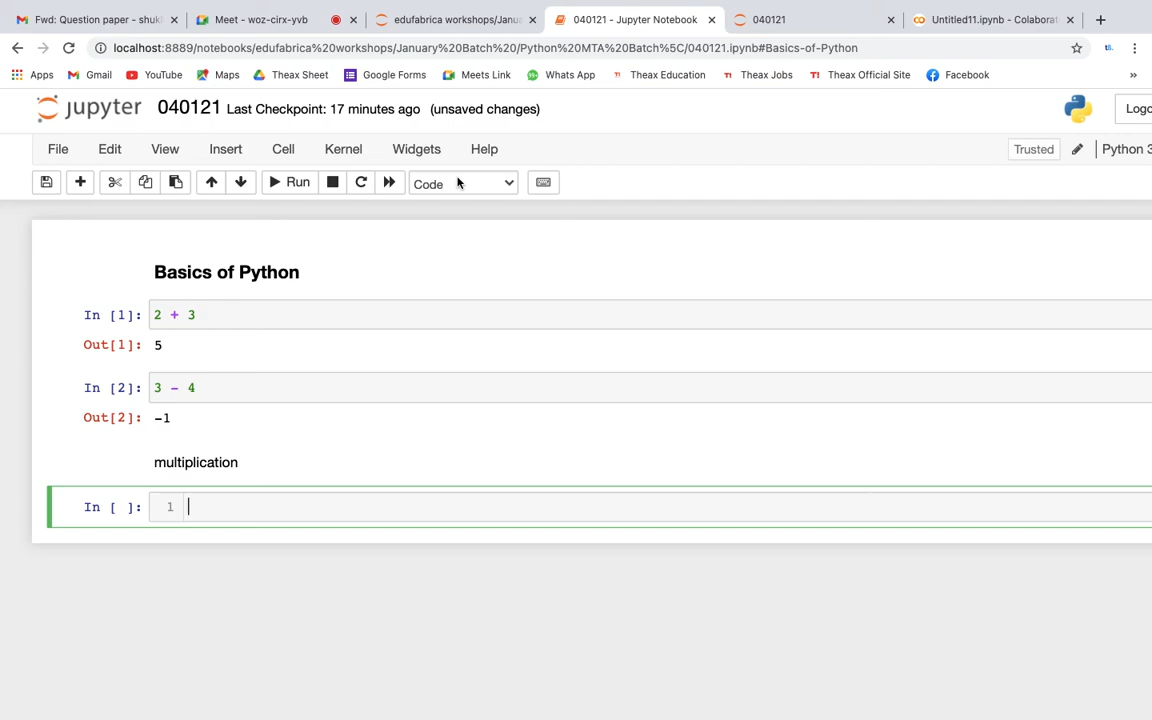 Fwd: Question paper - shuk
Meet - woz-cirx-yvb
edufabrica workshops/Janua
040121 - Jupyter Notebook
040121
Untitled11.ipynb - Colaborat
localhost:8889/notebooks/edufabrica%20workshops/January%20Batch%20/Python%20MTA%20Batch%5C/040121.ipynb#Basics-of-Python
Apps Gmail YouTube Maps Theax Sheet Google Forms Meets Link Whats App Theax Education Theax Jobs Theax Official Site Facebook »
jupyter 040121 Last Checkpoint: 17 minutes ago (unsaved changes)
Logo
File Edit View Insert Cell Kernel Widgets Help Trusted Python 3
Run Code
Basics of Python
In [1]: 2 + 3
Out[1]: 5
In [2]: 3 - 4
Out[2]: -1
multiplication
In [ ]: 1